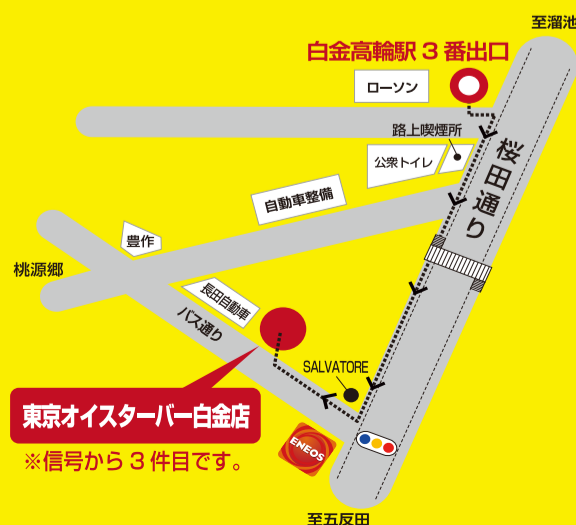 至溜池
白金高輪駅3番出口
ローソン
路上喫煙所
公衆トイレ
桜田通り
自動車整備
豊作
桃源郷
長田自動車
バス通り
SALVATORE
東京オイスターバー白金店
※信号から3件目です。
ENEOS
至五反田